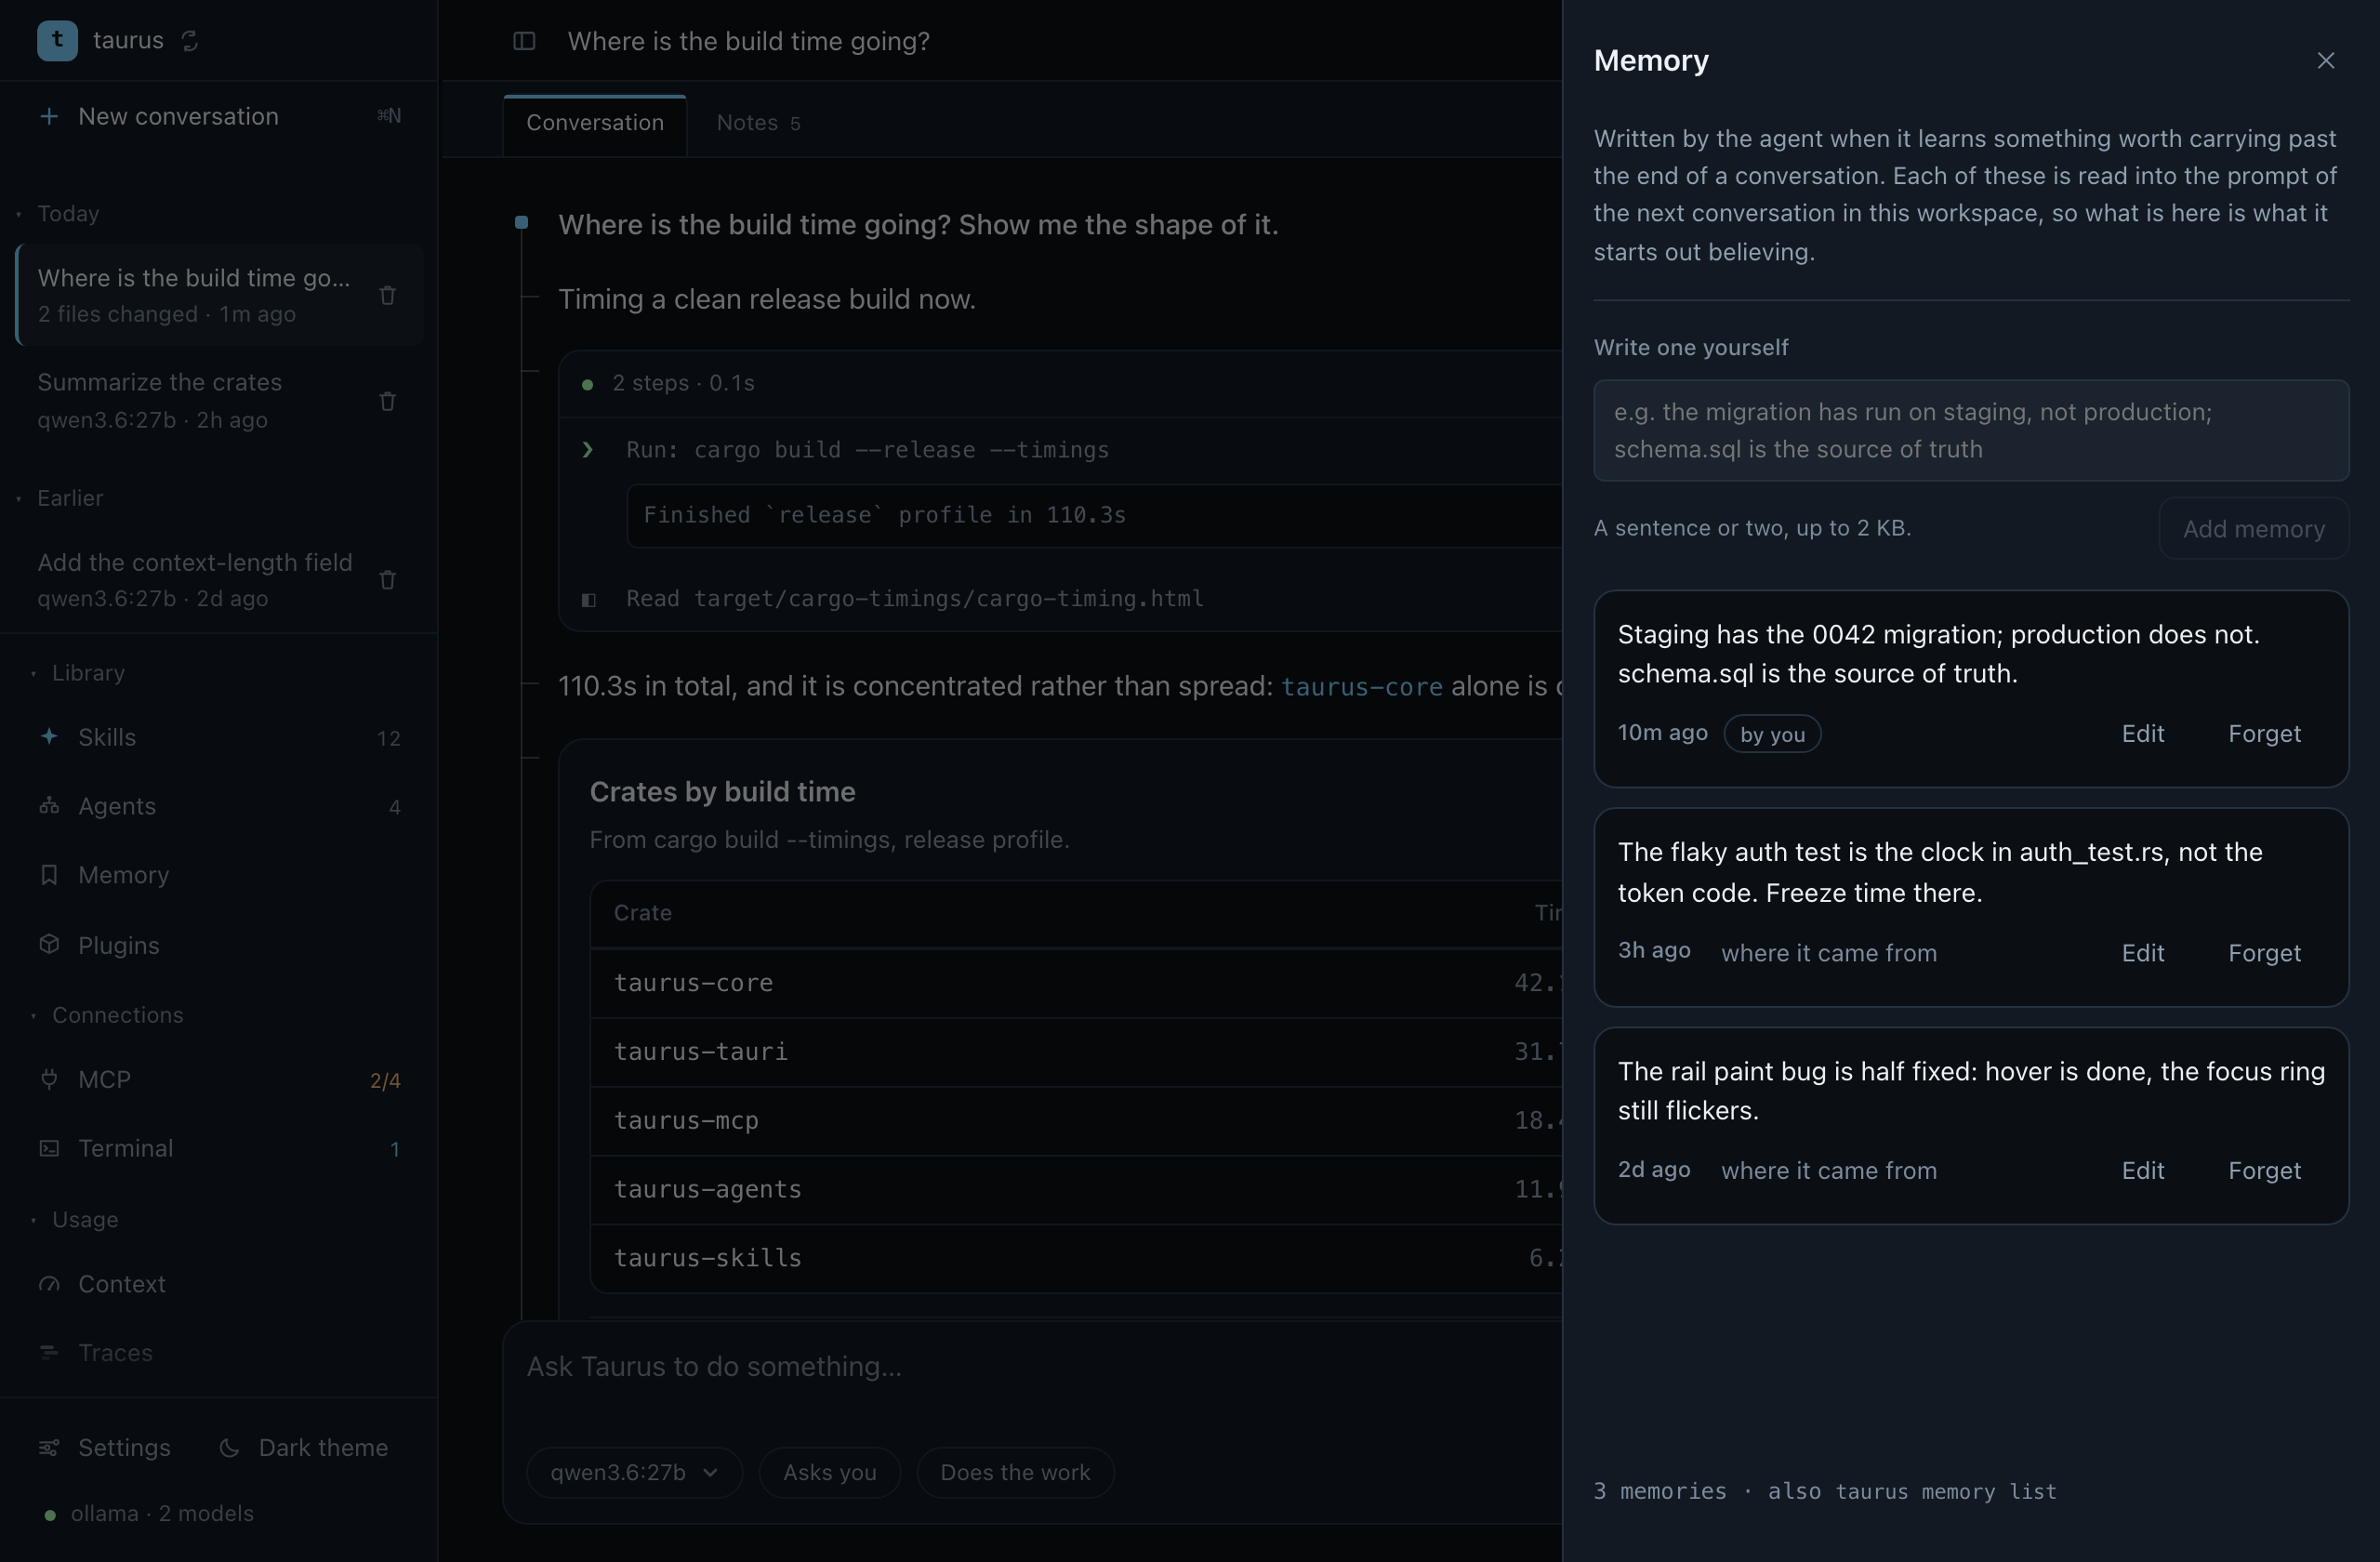 t taurus
New conversation ⌘N
Today
Where is the build time go...
2 files changed · 1m ago
Summarize the crates
qwen3.6:27b · 2h ago
Earlier
Add the context-length field
qwen3.6:27b · 2d ago
Library
Skills 12
Agents 4
Memory
Plugins
Connections
MCP 2/4
Terminal 1
Usage
Context
Traces
Settings Dark theme
ollama · 2 models
Where is the build time going?
Conversation Notes 5
Where is the build time going? Show me the shape of it.
Timing a clean release build now.
2 steps · 0.1s
Run: cargo build --release --timings
Finished `release` profile in 110.3s
Read target/cargo-timings/cargo-timing.html
110.3s in total, and it is concentrated rather than spread: taurus-core alone is
Crates by build time
From cargo build --timings, release profile.
Crate
taurus-core 42.
taurus-tauri 31.
taurus-mcp 18.
taurus-agents 11.
taurus-skills 6.
Ask Taurus to do something...
qwen3.6:27b Asks you Does the work
Memory
Written by the agent when it learns something worth carrying past
the end of a conversation. Each of these is read into the prompt of
the next conversation in this workspace, so what is here is what it
starts out believing.
Write one yourself
e.g. the migration has run on staging, not production;
schema.sql is the source of truth
A sentence or two, up to 2 KB. Add memory
Staging has the 0042 migration; production does not.
schema.sql is the source of truth.
10m ago by you Edit Forget
The flaky auth test is the clock in auth_test.rs, not the
token code. Freeze time there.
3h ago where it came from Edit Forget
The rail paint bug is half fixed: hover is done, the focus ring
still flickers.
2d ago where it came from Edit Forget
3 memories · also taurus memory list